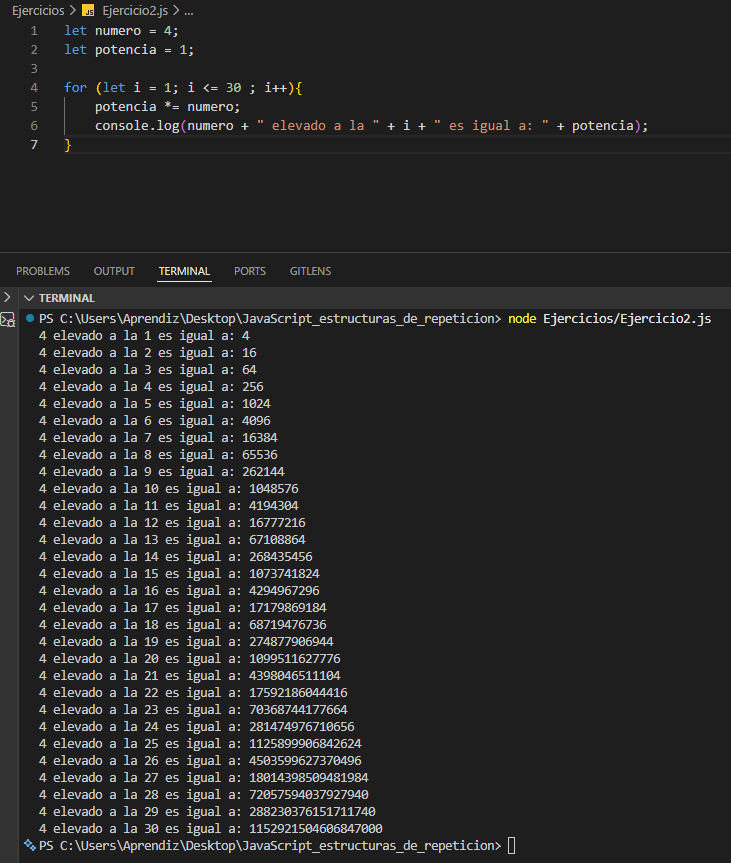 Ejercicios > JS Ejercicio2.js > ...
1 let numero = 4;
2 let potencia = 1;
3
4 for (let i = 1; i <= 30 ; i++){
5 potencia *= numero;
6 console.log(numero + " elevado a la " + i + " es igual a: " + potencia);
7 }
PROBLEMS OUTPUT TERMINAL PORTS GITLENS
TERMINAL
PS C:\Users\Aprendiz\Desktop\JavaScript_estructuras_de_repeticion> node Ejercicios/Ejercicio2.js
4 elevado a la 1 es igual a: 4
4 elevado a la 2 es igual a: 16
4 elevado a la 3 es igual a: 64
4 elevado a la 4 es igual a: 256
4 elevado a la 5 es igual a: 1024
4 elevado a la 6 es igual a: 4096
4 elevado a la 7 es igual a: 16384
4 elevado a la 8 es igual a: 65536
4 elevado a la 9 es igual a: 262144
4 elevado a la 10 es igual a: 1048576
4 elevado a la 11 es igual a: 4194304
4 elevado a la 12 es igual a: 16777216
4 elevado a la 13 es igual a: 67108864
4 elevado a la 14 es igual a: 268435456
4 elevado a la 15 es igual a: 1073741824
4 elevado a la 16 es igual a: 4294967296
4 elevado a la 17 es igual a: 17179869184
4 elevado a la 18 es igual a: 68719476736
4 elevado a la 19 es igual a: 274877906944
4 elevado a la 20 es igual a: 1099511627776
4 elevado a la 21 es igual a: 4398046511104
4 elevado a la 22 es igual a: 17592186044416
4 elevado a la 23 es igual a: 70368744177664
4 elevado a la 24 es igual a: 281474976710656
4 elevado a la 25 es igual a: 1125899906842624
4 elevado a la 26 es igual a: 4503599627370496
4 elevado a la 27 es igual a: 18014398509481984
4 elevado a la 28 es igual a: 72057594037927940
4 elevado a la 29 es igual a: 288230376151711740
4 elevado a la 30 es igual a: 1152921504606847000
PS C:\Users\Aprendiz\Desktop\JavaScript_estructuras_de_repeticion>